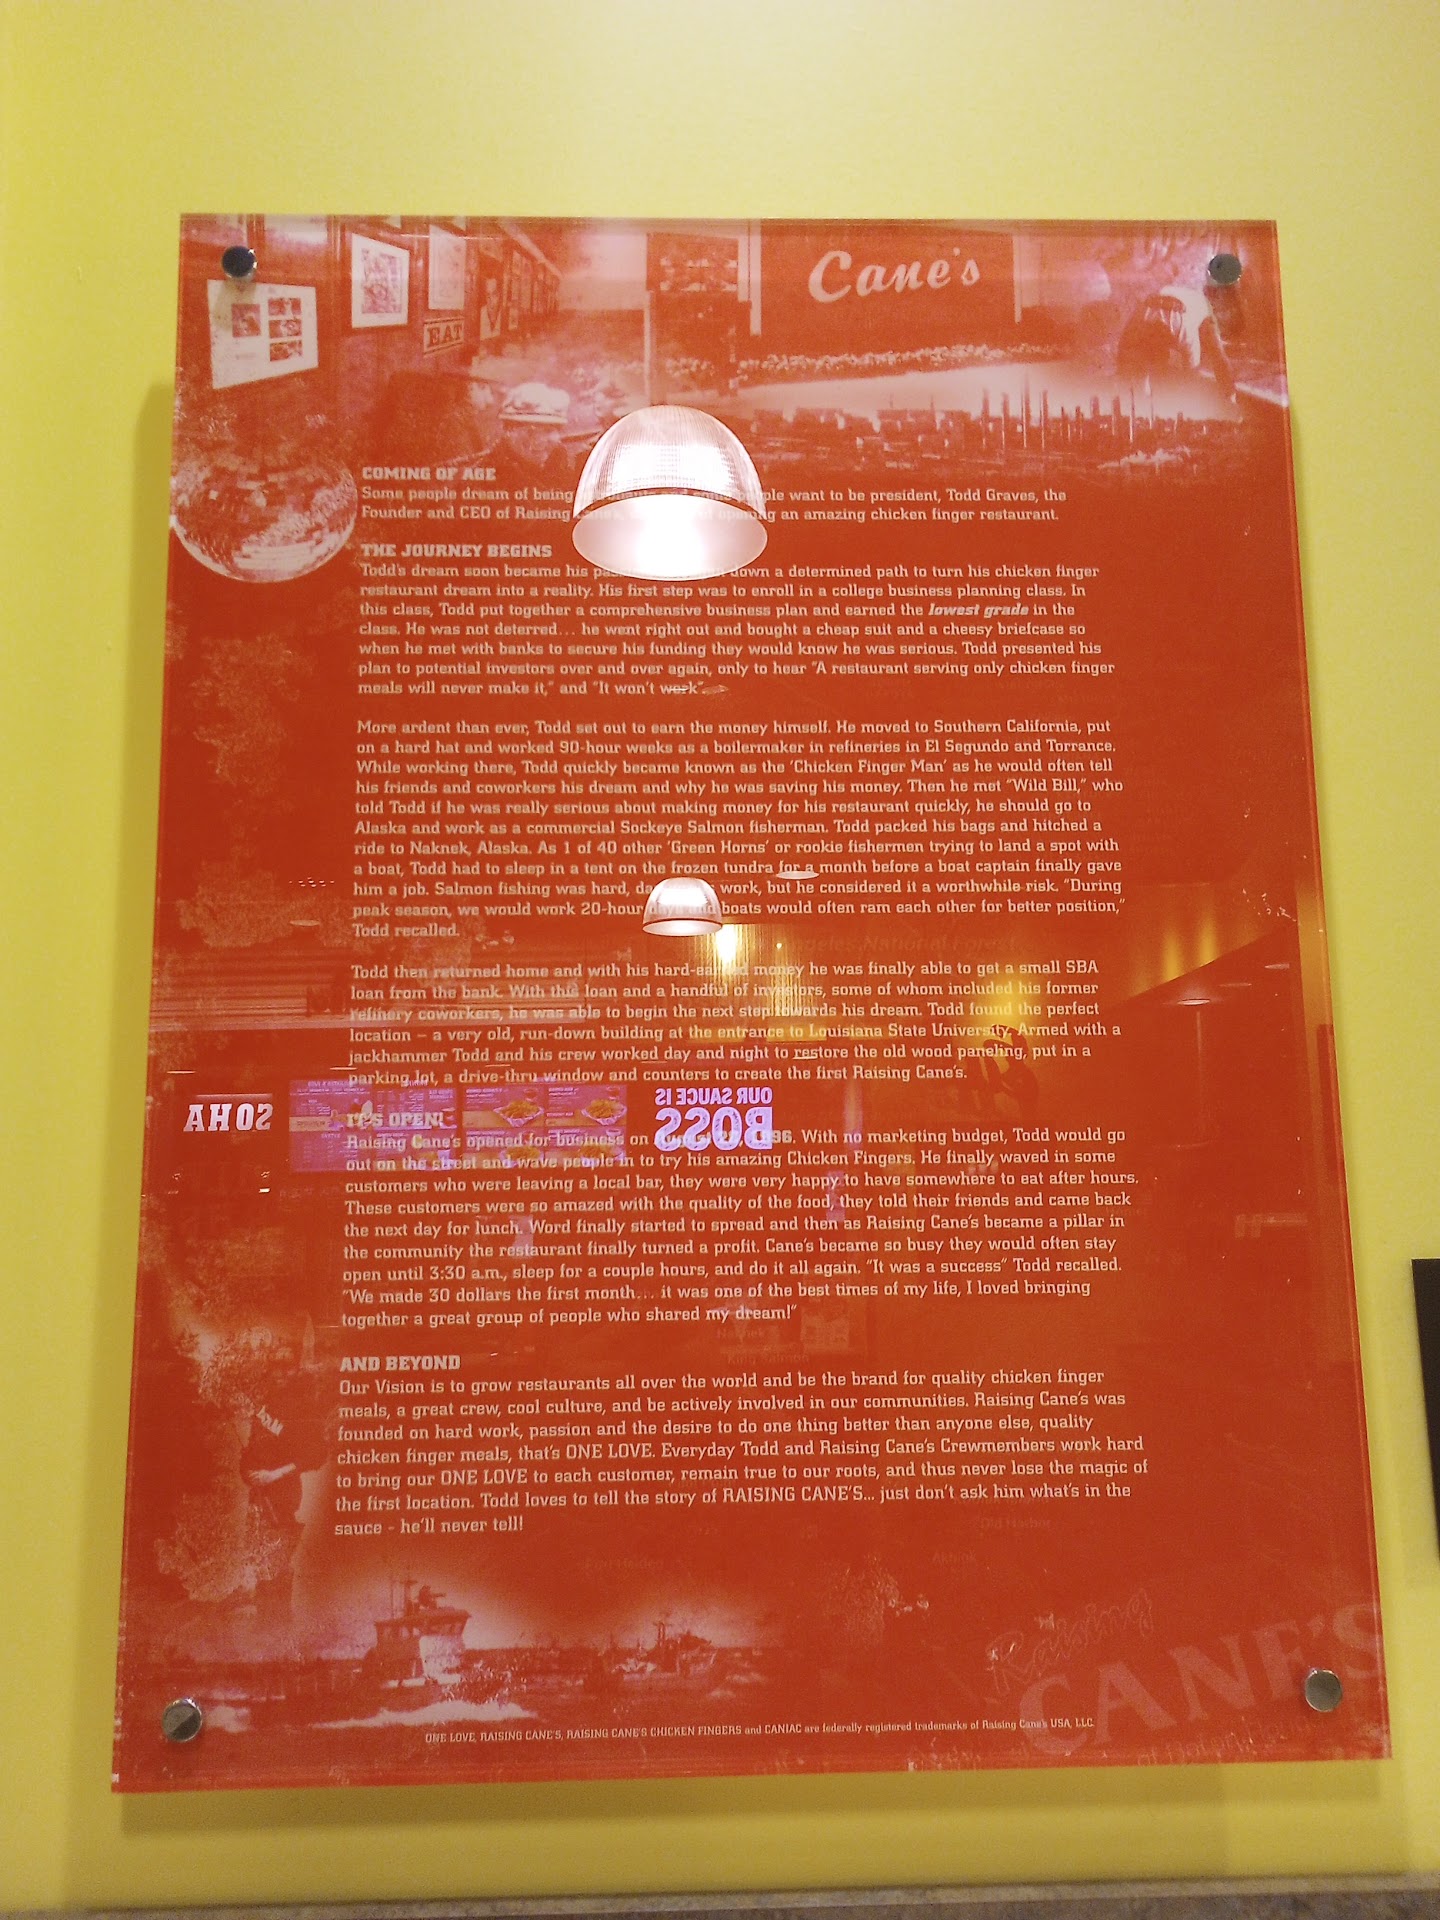 Cane's
EAT
COMING OF AGE
Some people dream of being and some people want to be president, Todd Graves, the
Founder and CEO of Raising Cane's, of opening an amazing chicken finger restaurant.
THE JOURNEY BEGINS
Todd's dream soon became his down a determined path to turn his chicken finger
restaurant dream into a reality. His first step was to enroll in a college business planning class. In
this class, Todd put together a comprehensive business plan and earned the lowest grade in the
class. He was not deterred... he went right out and bought a cheap suit and a cheesy briefcase so
when he met with banks to secure his funding they would know he was serious. Todd presented his
plan to potential investors over and over again, only to hear "A restaurant serving only chicken finger
meals will never make it," and "It won't work".
More ardent than ever, Todd set out to earn the money himself. He moved to Southern California, put
on a hard hat and worked 90-hour weeks as a boilermaker in refineries in El Segundo and Torrance.
While working there, Todd quickly became known as the 'Chicken Finger Man' as he would often tell
his friends and coworkers his dream and why he was saving his money. Then he met "Wild Bill," who
told Todd if he was really serious about making money for his restaurant quickly, he should go to
Alaska and work as a commercial Sockeye Salmon fisherman. Todd packed his bags and hitched a
ride to Naknek, Alaska. As 1 of 40 other 'Green Horns' or rookie fishermen trying to land a spot with
a boat, Todd had to sleep in a tent on the frozen tundra for a month before a boat captain finally gave
him a job. Salmon fishing was hard, work, but he considered it a worthwhile risk. "During
peak season, we would work 20-hour days and boats would often ram each other for better position,"
Todd recalled.
Todd then returned home and with his hard-earned money he was finally able to get a small SBA
loan from the bank. With this loan and a handful of investors, some of whom included his former
refinery coworkers, he was able to begin the next step towards his dream. Todd found the perfect
location – a very old, run-down building at the entrance to Louisiana State University. Armed with a
jackhammer Todd and his crew worked day and night to restore the old wood paneling, put in a
parking lot, a drive-thru window and counters to create the first Raising Cane's.
IT'S OPEN!
Raising Cane's opened for business on August 1996. With no marketing budget, Todd would go
out on the street and wave people in to try his amazing Chicken Fingers. He finally waved in some
customers who were leaving a local bar, they were very happy to have somewhere to eat after hours.
These customers were so amazed with the quality of the food, they told their friends and came back
the next day for lunch. Word finally started to spread and then as Raising Cane's became a pillar in
the community the restaurant finally turned a profit. Cane's became so busy they would often stay
open until 3:30 a.m., sleep for a couple hours, and do it all again. "It was a success" Todd recalled.
"We made 30 dollars the first month... it was one of the best times of my life, I loved bringing
together a great group of people who shared my dream!"
AND BEYOND
Our Vision is to grow restaurants all over the world and be the brand for quality chicken finger
meals, a great crew, cool culture, and be actively involved in our communities. Raising Cane's was
founded on hard work, passion and the desire to do one thing better than anyone else, quality
chicken finger meals, that's ONE LOVE. Everyday Todd and Raising Cane's Crewmembers work hard
to bring our ONE LOVE to each customer, remain true to our roots, and thus never lose the magic of
the first location. Todd loves to tell the story of RAISING CANE'S... just don't ask him what's in the
sauce - he'll never tell!
Raising
CANE'S
ONE LOVE, RAISING CANE'S, RAISING CANE'S CHICKEN FINGERS and CANIAC are federally registered trademarks of Raising Cane's USA, LLC.
OUR SAUCE IS
BOSS
SOHA